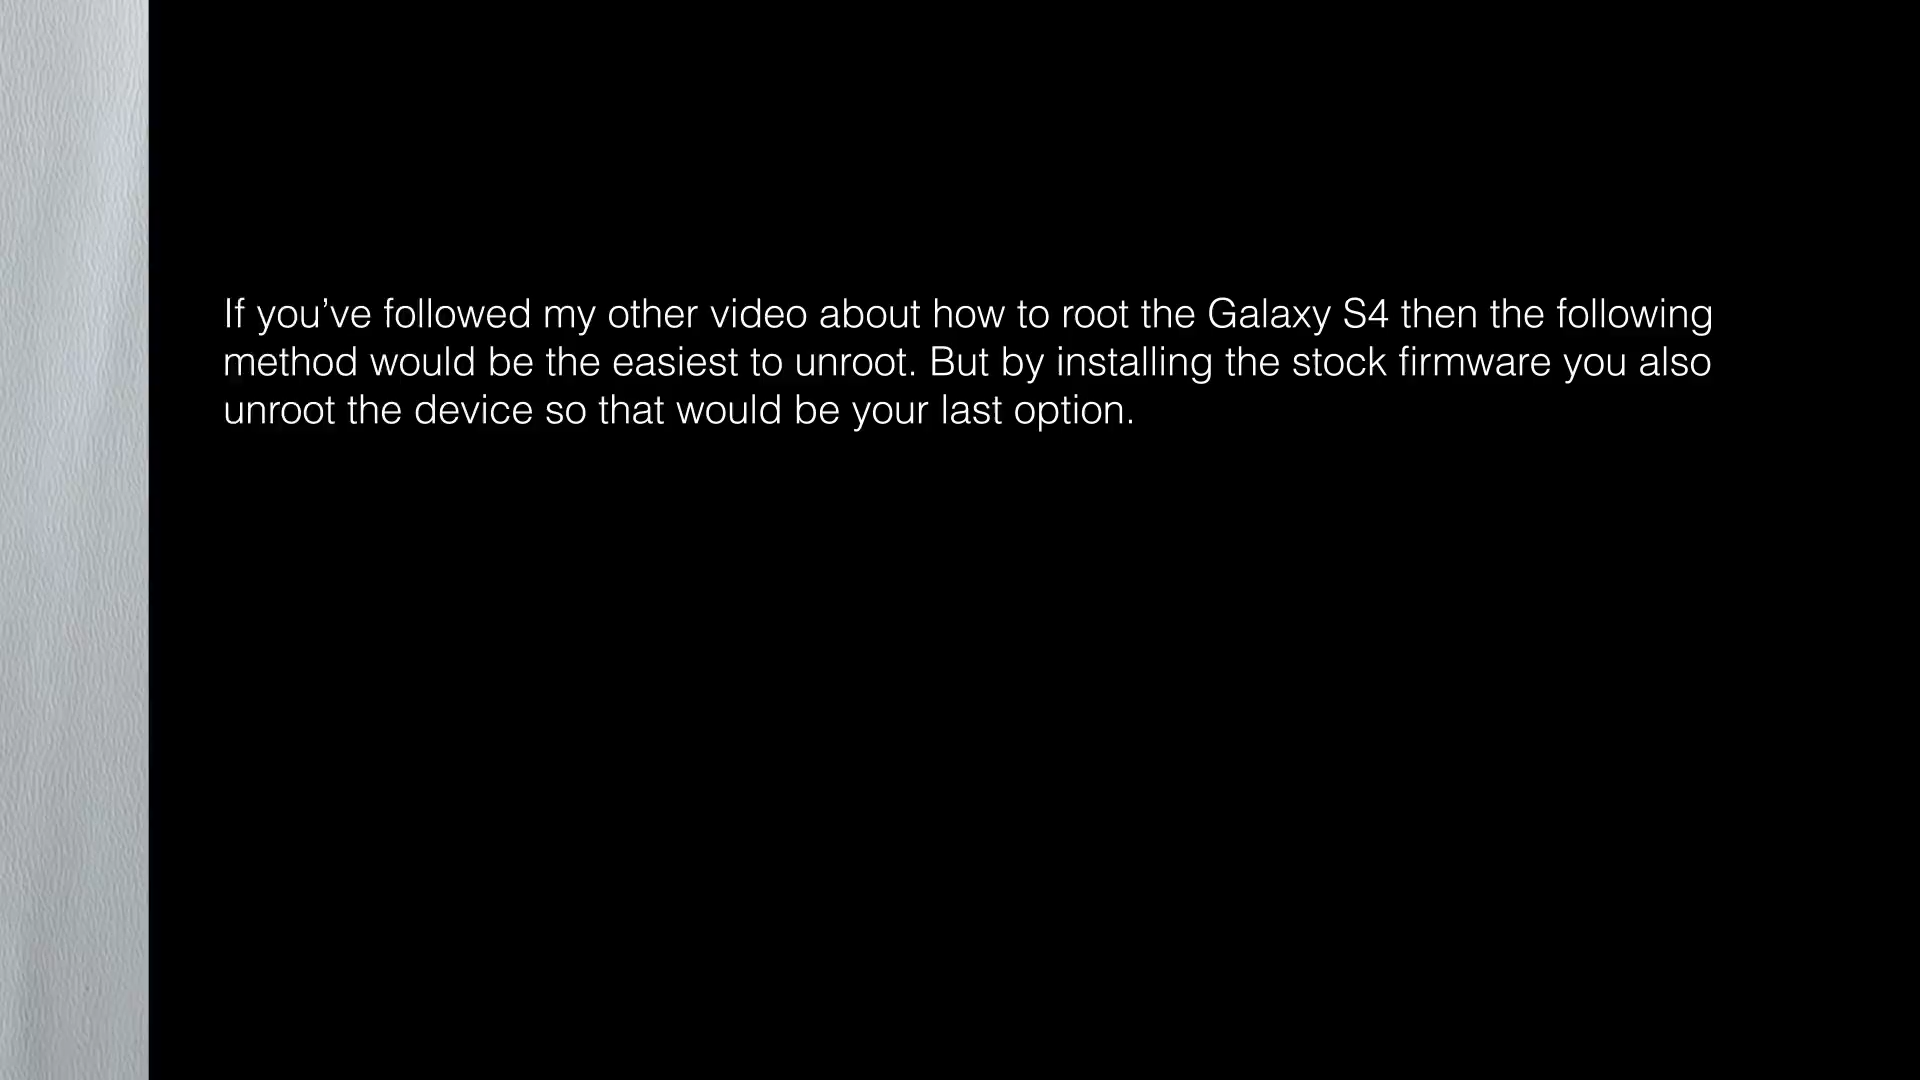 If you’ve followed my other video about how to root the Galaxy S4 then the following
method would be the easiest to unroot. But by installing the stock firmware you also
unroot the device so that would be your last option.